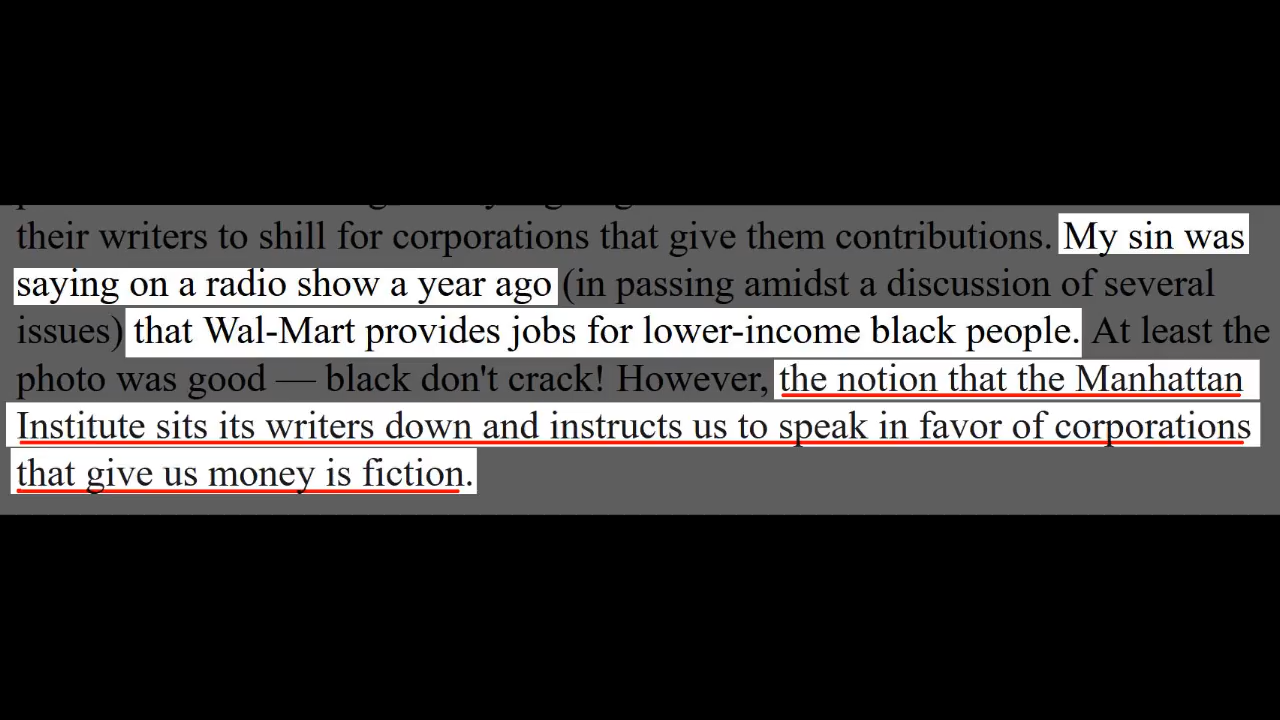 their writers to shill for corporations that give them contributions. My sin was
saying on a radio show a year ago (in passing amidst a discussion of several
issues) that Wal-Mart provides jobs for lower-income black people. At least the
photo was good — black don't crack! However, the notion that the Manhattan
Institute sits its writers down and instructs us to speak in favor of corporations
that give us money is fiction.